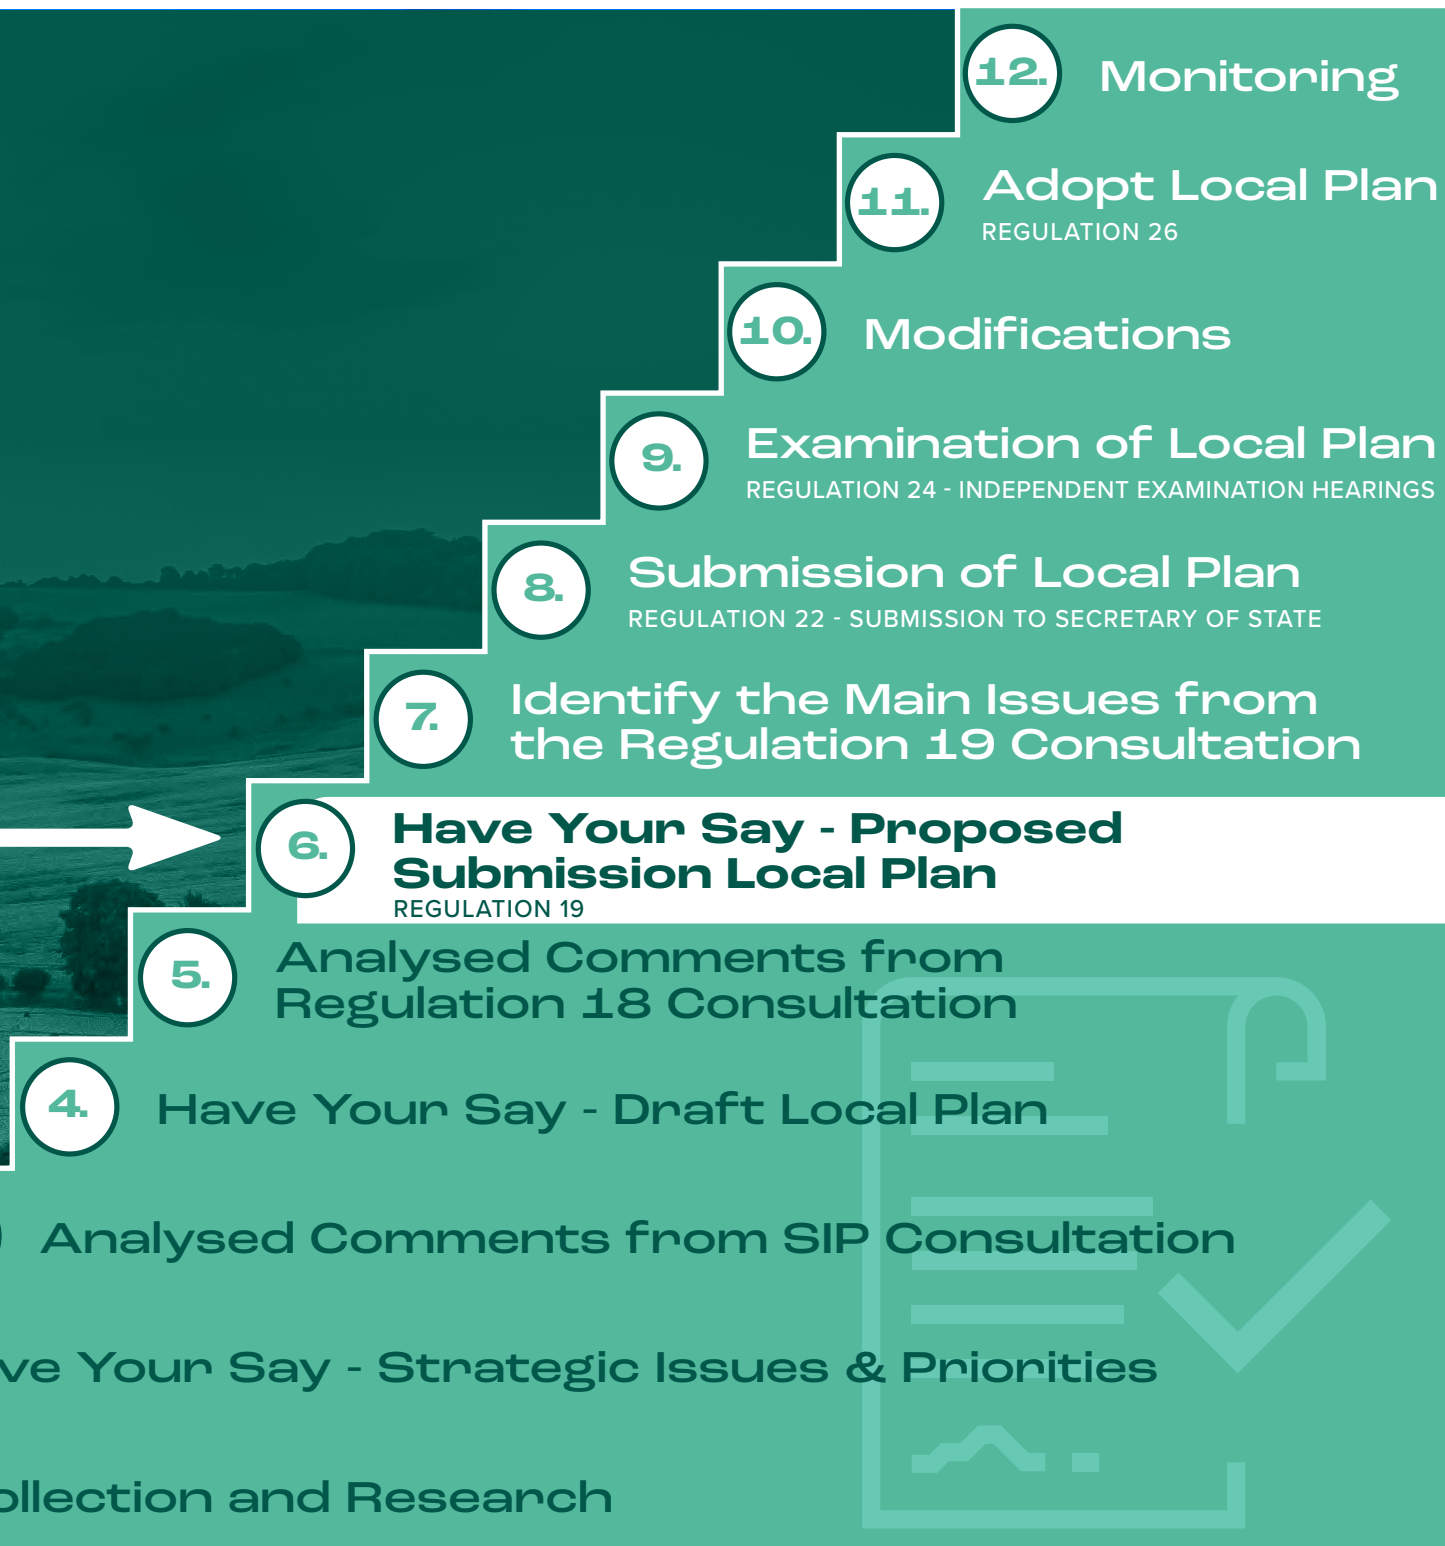 12. Monitoring
11. Adopt Local Plan
REGULATION 26
10. Modifications
9. Examination of Local Plan
REGULATION 24 - INDEPENDENT EXAMINATION HEARINGS
8. Submission of Local Plan
REGULATION 22 - SUBMISSION TO SECRETARY OF STATE
7. Identify the Main Issues from
the Regulation 19 Consultation
6. Have Your Say - Proposed
Submission Local Plan
REGULATION 19
5. Analysed Comments from
Regulation 18 Consultation
4. Have Your Say - Draft Local Plan
Analysed Comments from SIP Consultation
Your Say - Strategic Issues & Priorities
and Research